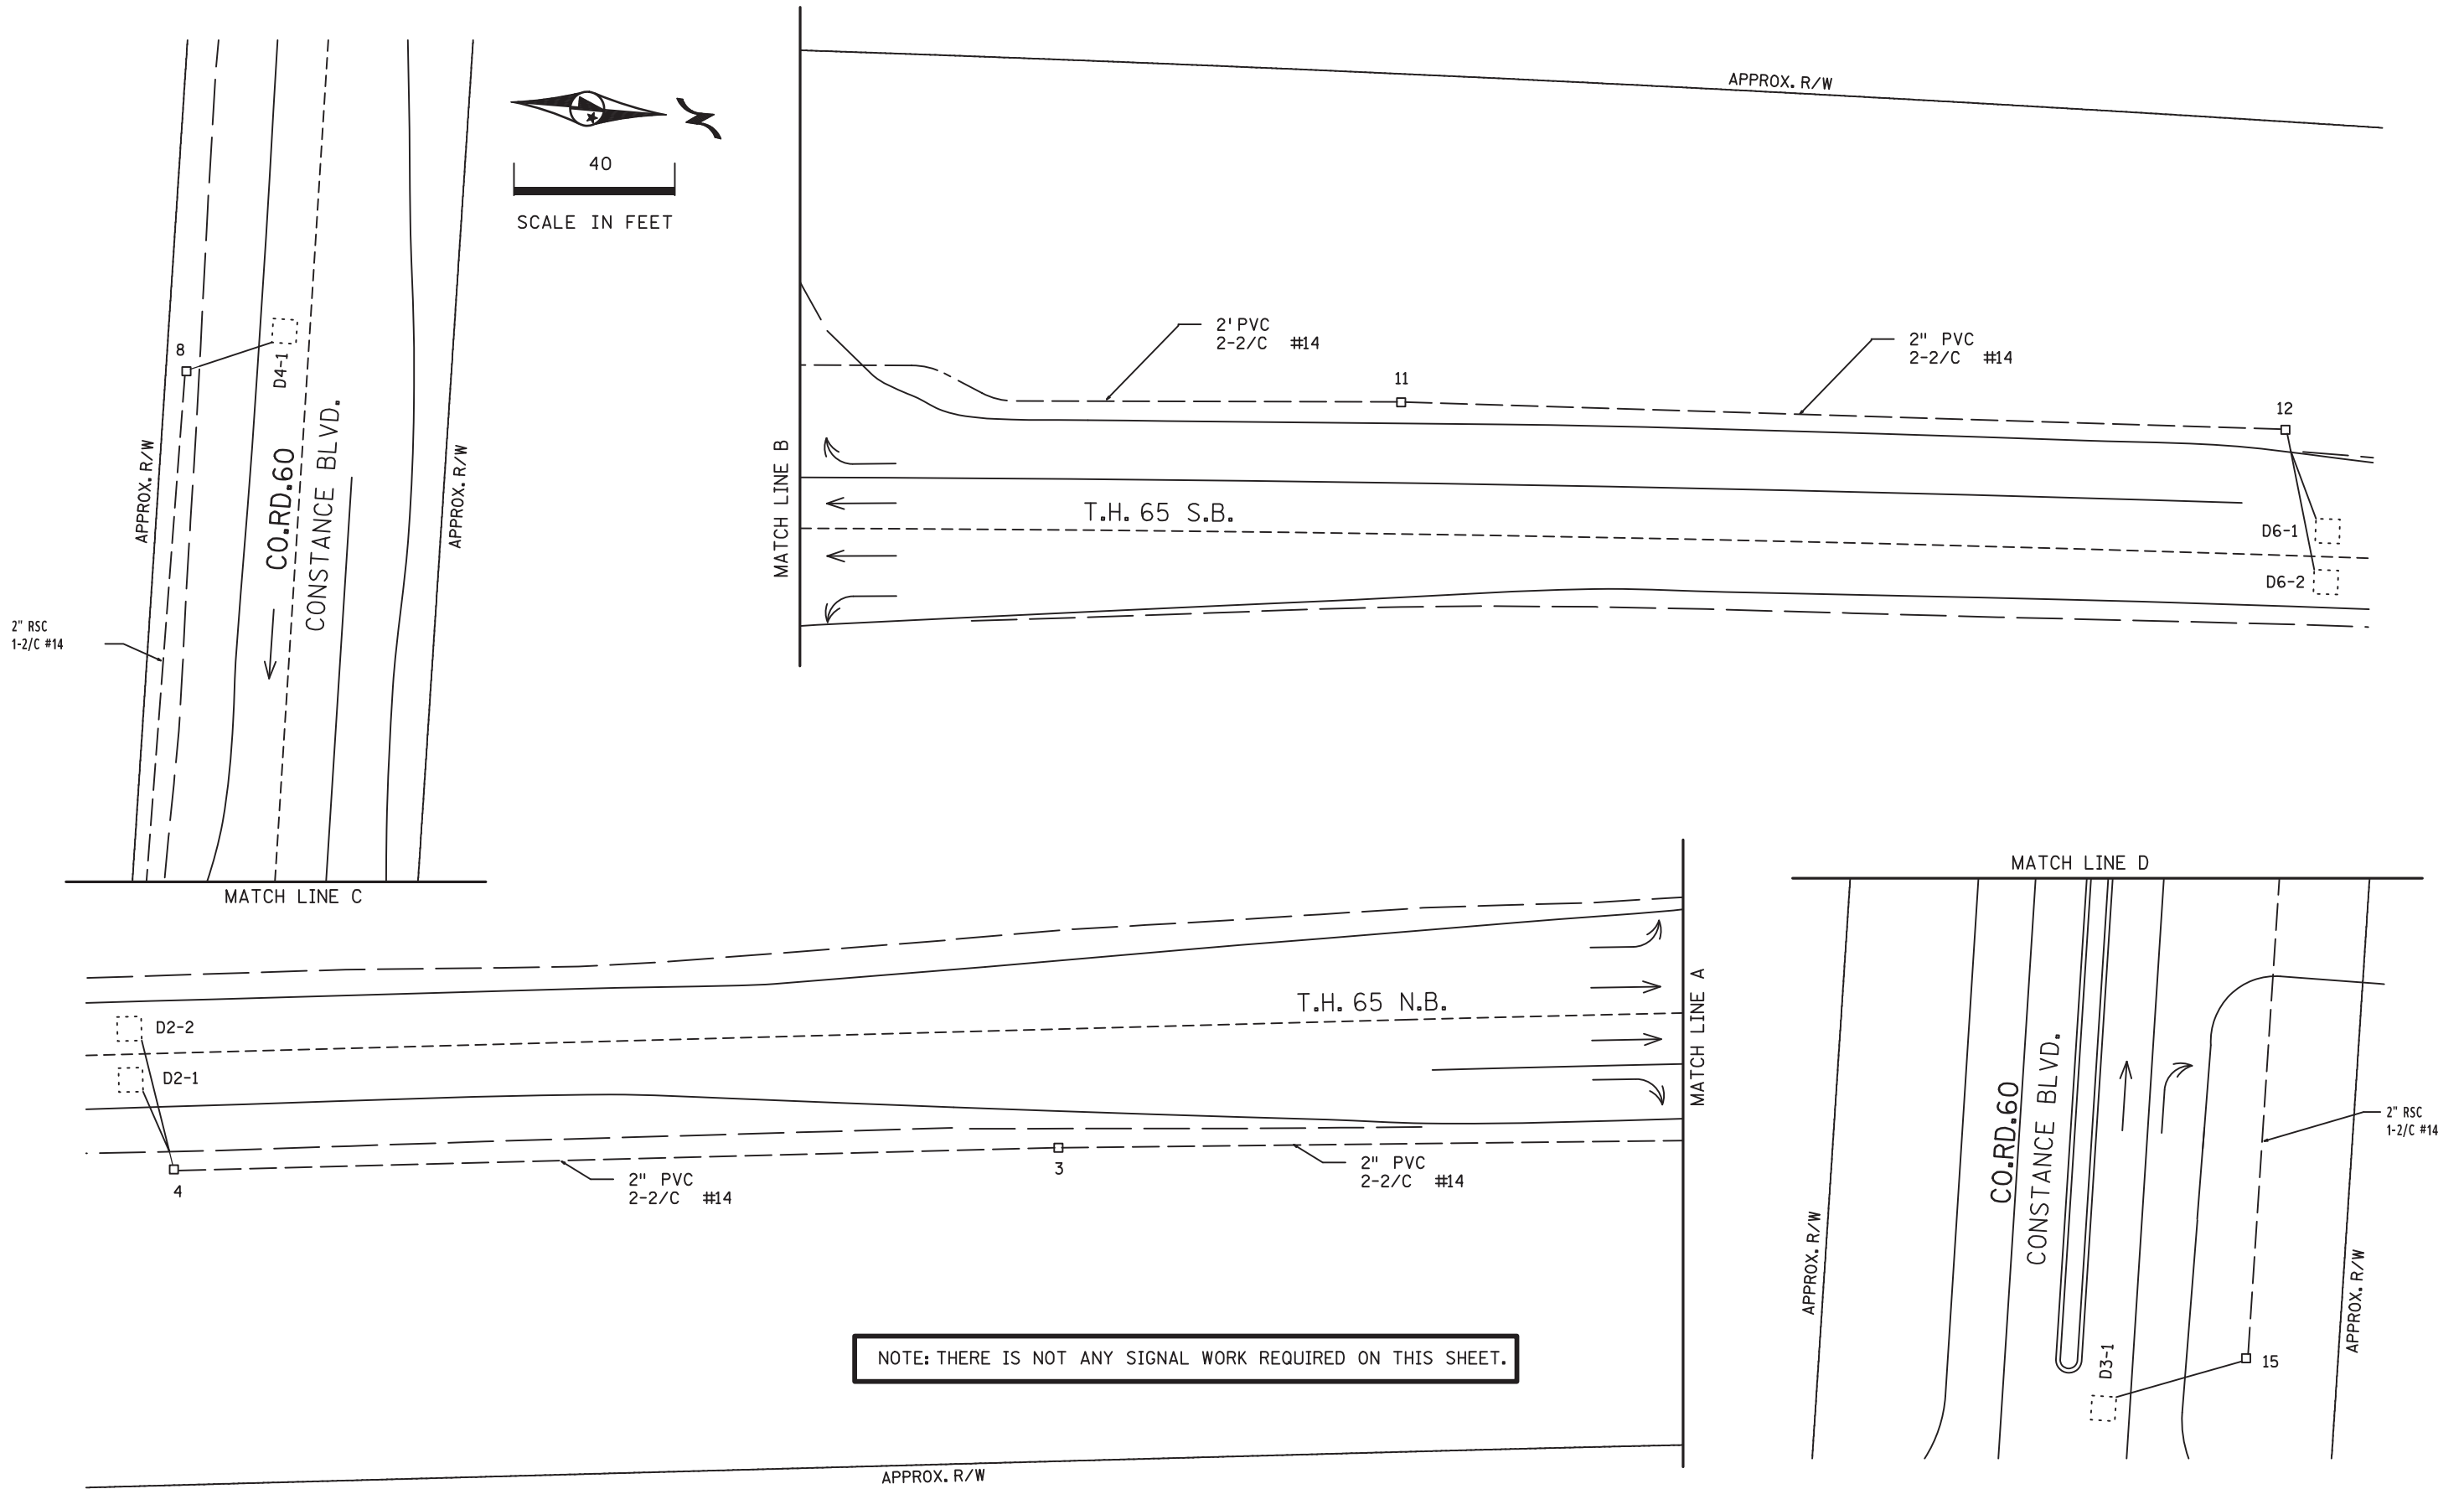 APPROX. R/W
40
SCALE IN FEET
2' PVC
2-2/C #14
2" PVC
2-2/C #14
8
D4-1
11
12
APPROX. R/W
CO.RD.60
CONSTANCE BLVD.
APPROX. R/W
MATCH LINE B
T.H. 65 S.B.
D6-1
D6-2
2" RSC
1-2/C #14
MATCH LINE C
MATCH LINE D
D2-2
D2-1
T.H. 65 N.B.
MATCH LINE A
4
2" PVC
2-2/C #14
3
2" PVC
2-2/C #14
CO.RD.60
CONSTANCE BLVD.
2" RSC
1-2/C #14
APPROX. R/W
APPROX. R/W
D3-1
15
NOTE: THERE IS NOT ANY SIGNAL WORK REQUIRED ON THIS SHEET.
APPROX. R/W